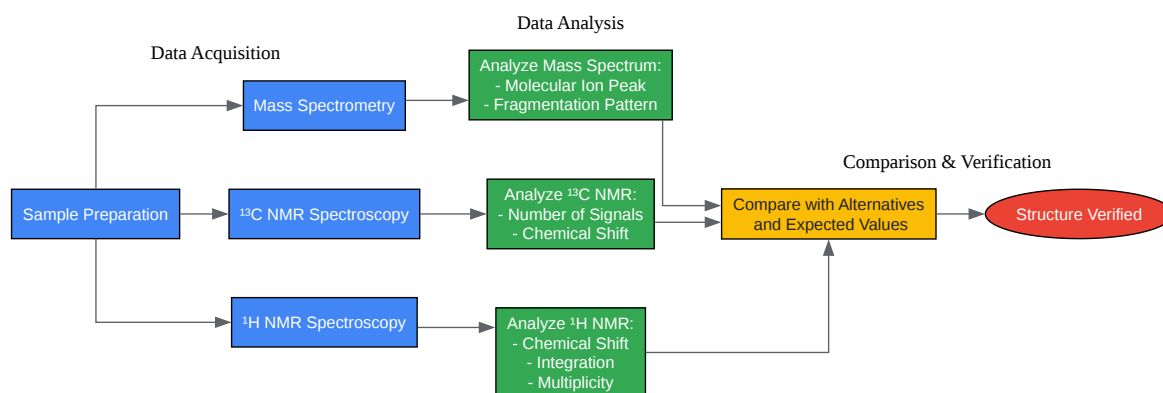 Data Analysis
Data Acquisition
Analyze Mass Spectrum:
- Molecular Ion Peak
- Fragmentation Pattern
Mass Spectrometry
Comparison & Verification
Sample Preparation
¹³C NMR Spectroscopy
Analyze ¹³C NMR:
- Number of Signals
- Chemical Shift
Compare with Alternatives
and Expected Values
Structure Verified
¹H NMR Spectroscopy
Analyze ¹H NMR:
- Chemical Shift
- Integration
- Multiplicity